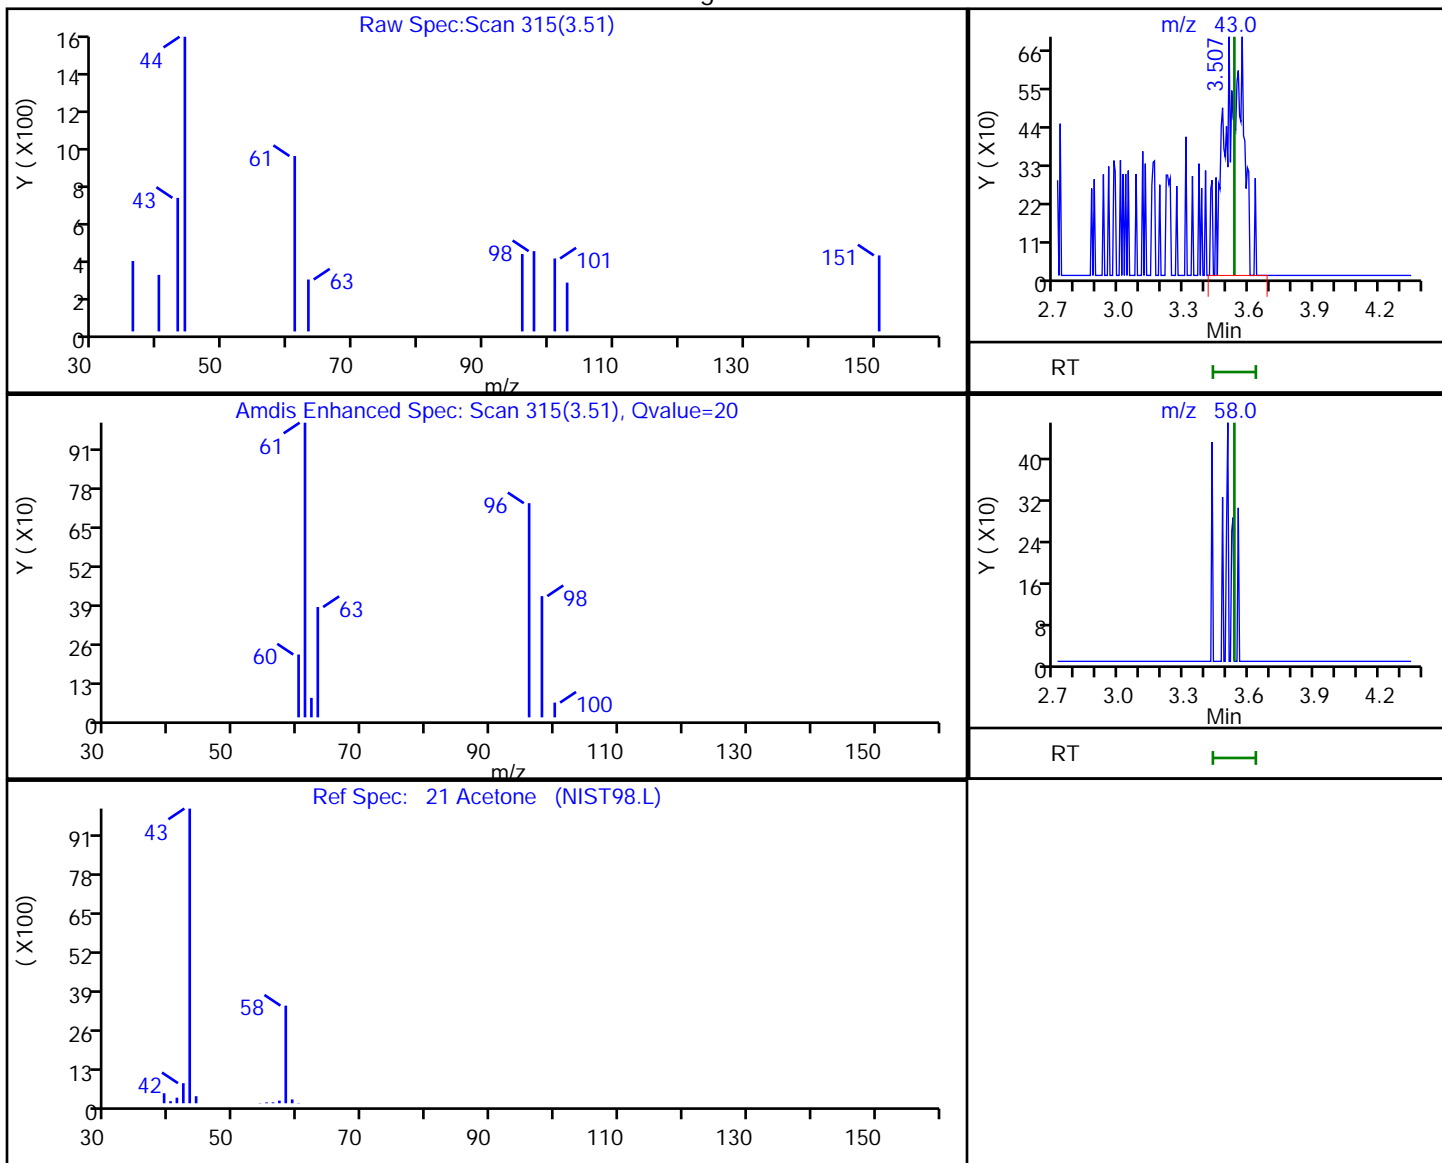 Raw Spec:Scan 315(3.51)
Y ( X100)
16
14
12
10
8
6
4
2
0
44
43
61
63
98
101
151
30 50 70 90 110 130 150
m/z
m/z 43.0
Y ( X10)
66
55
44
33
22
11
0
3.507
2.7 3.0 3.3 3.6 3.9 4.2
Min
RT
Amdis Enhanced Spec: Scan 315(3.51), Qvalue=20
Y ( X10)
91
78
65
52
39
26
13
0
61
60
63
96
98
100
30 50 70 90 110 130 150
m/z
m/z 58.0
Y ( X10)
40
32
24
16
8
0
2.7 3.0 3.3 3.6 3.9 4.2
Min
RT
Ref Spec: 21 Acetone (NIST98.L)
( X100)
91
78
65
52
39
26
13
0
43
42
58
30 50 70 90 110 130 150